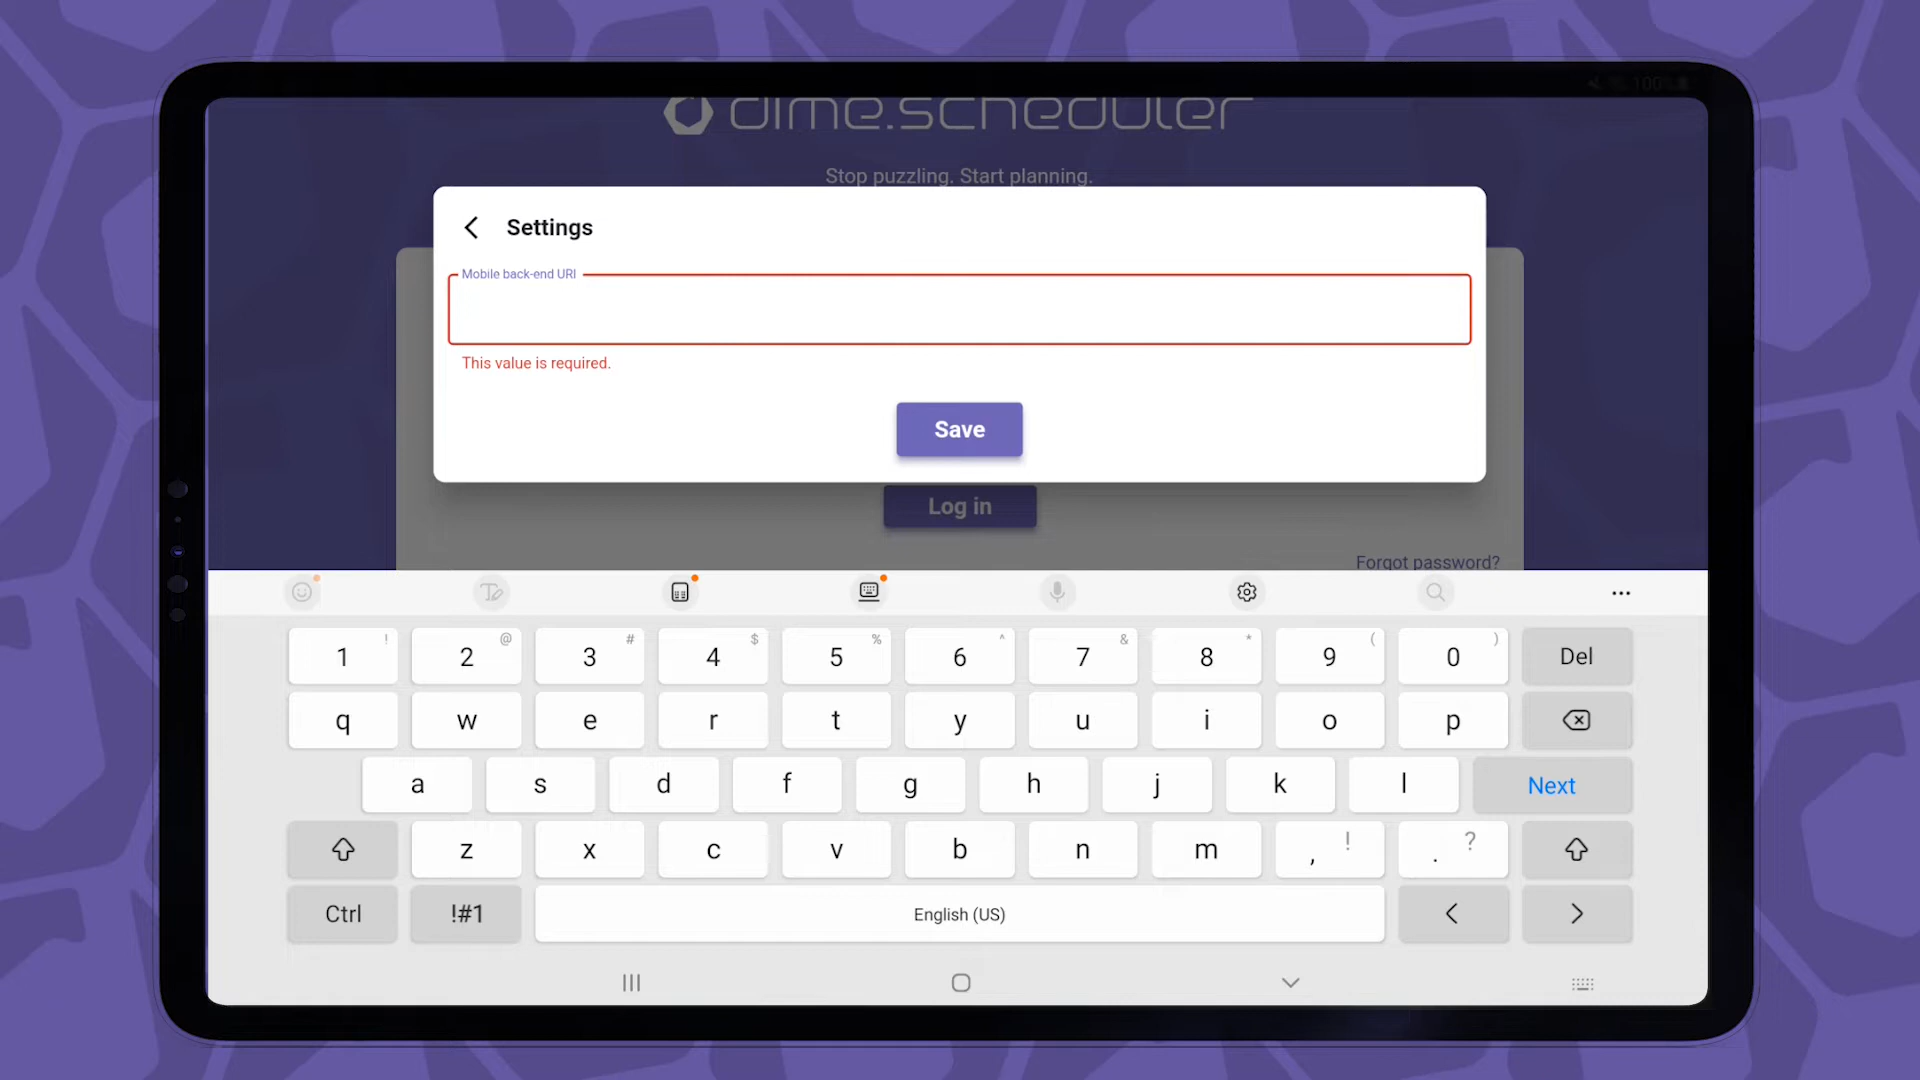 100%
dime.scheduler
Stop puzzling. Start planning.
Settings
Mobile back-end URI
This value is required.
Save
Log in
Forgot password?
1 ! 2 @ 3 # 4 $ 5 % 6 ^ 7 & 8 * 9 ( 0 ) Del
q w e r t y u i o p
a s d f g h j k l Next
z x c v b n m , ! . ?
Ctrl !#1 English (US) < >